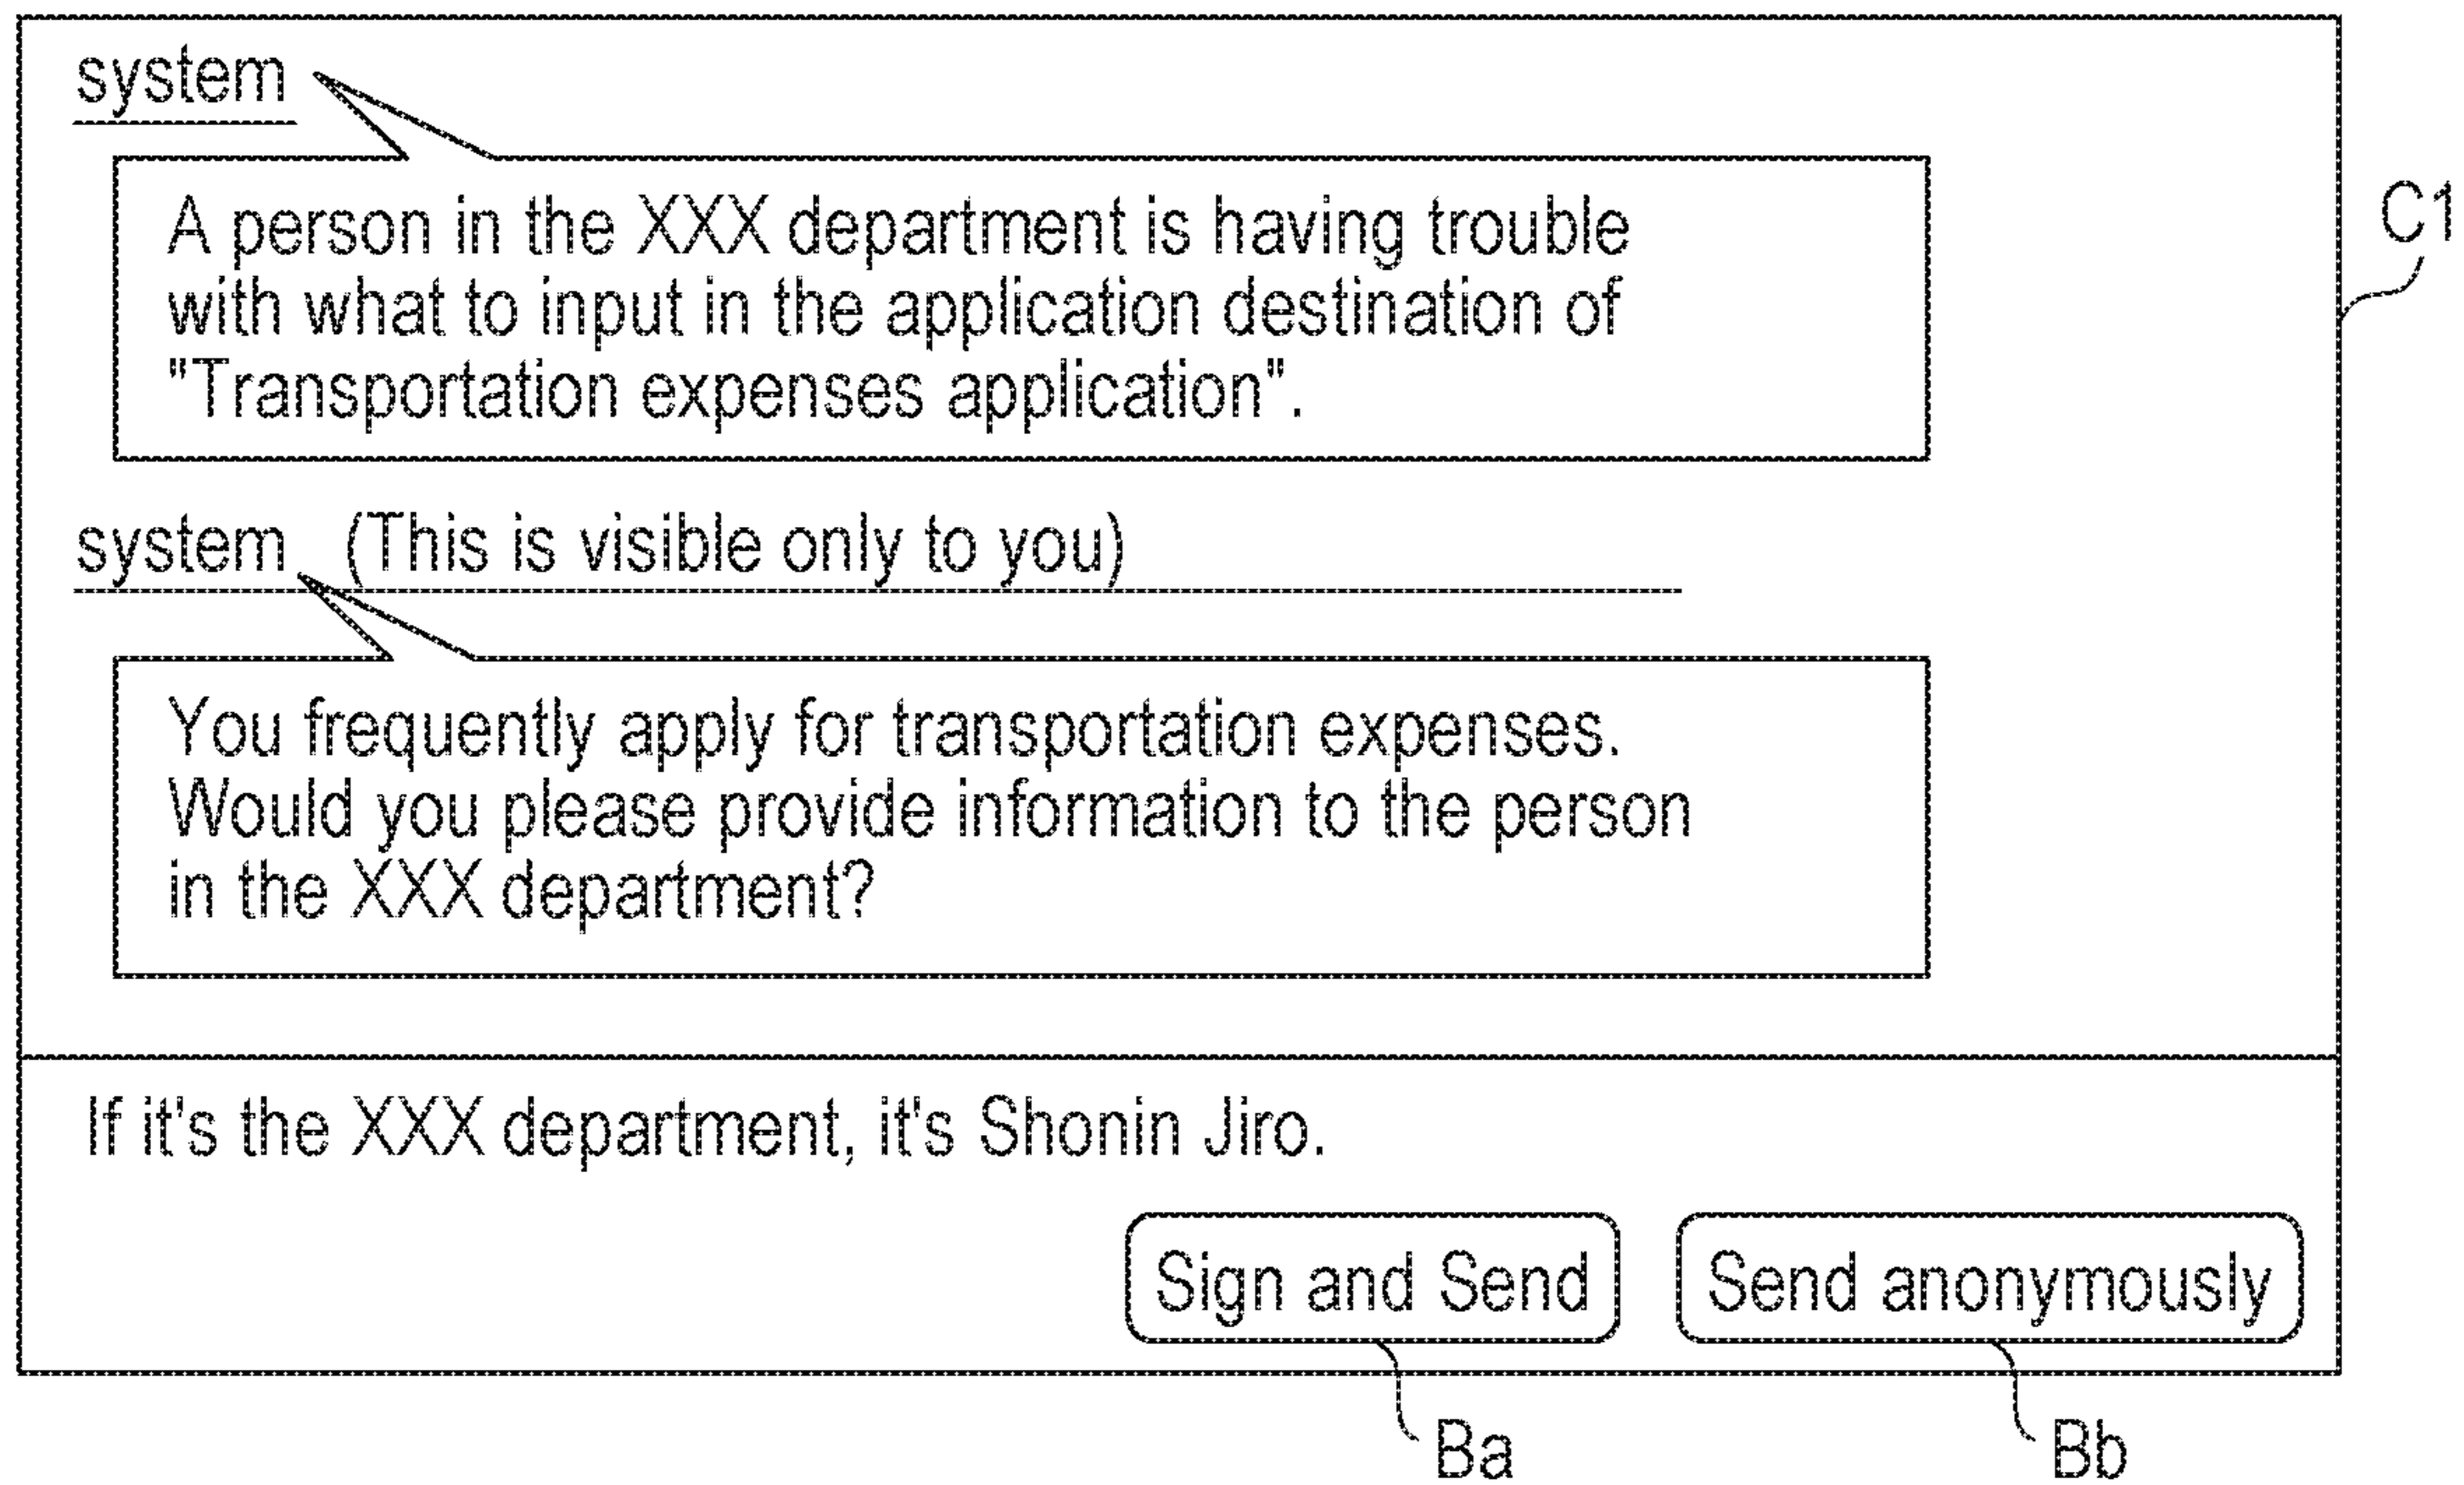 system
A person in the XXX department is having trouble
with what to input in the application destination of
"Transportation expenses application".
C1
system (This is visible only to you)
You frequently apply for transportation expenses.
Would you please provide information to the person
in the XXX department?
If it's the XXX department, it's Shonin Jiro.
Sign and Send
Send anonymously
Ba
Bb